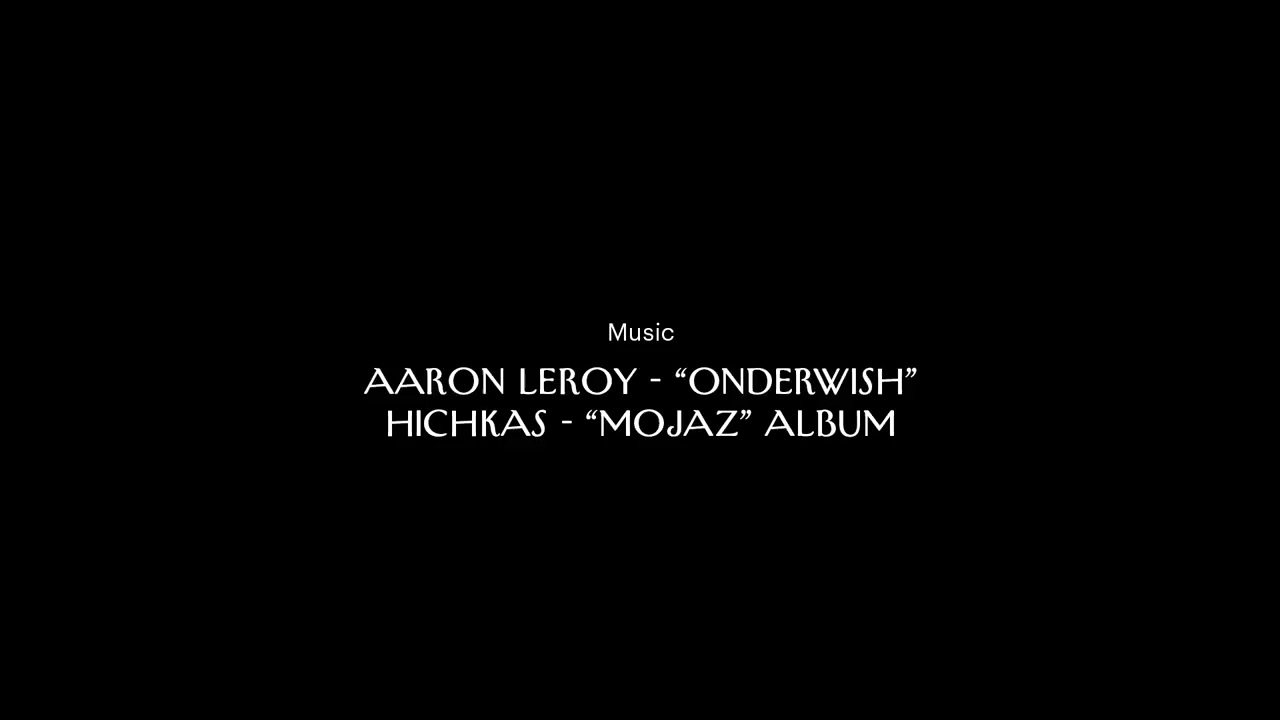 Music
AARON LEROY - “ONDERWISH”
HICHKAS - “MOJAZ” ALBUM